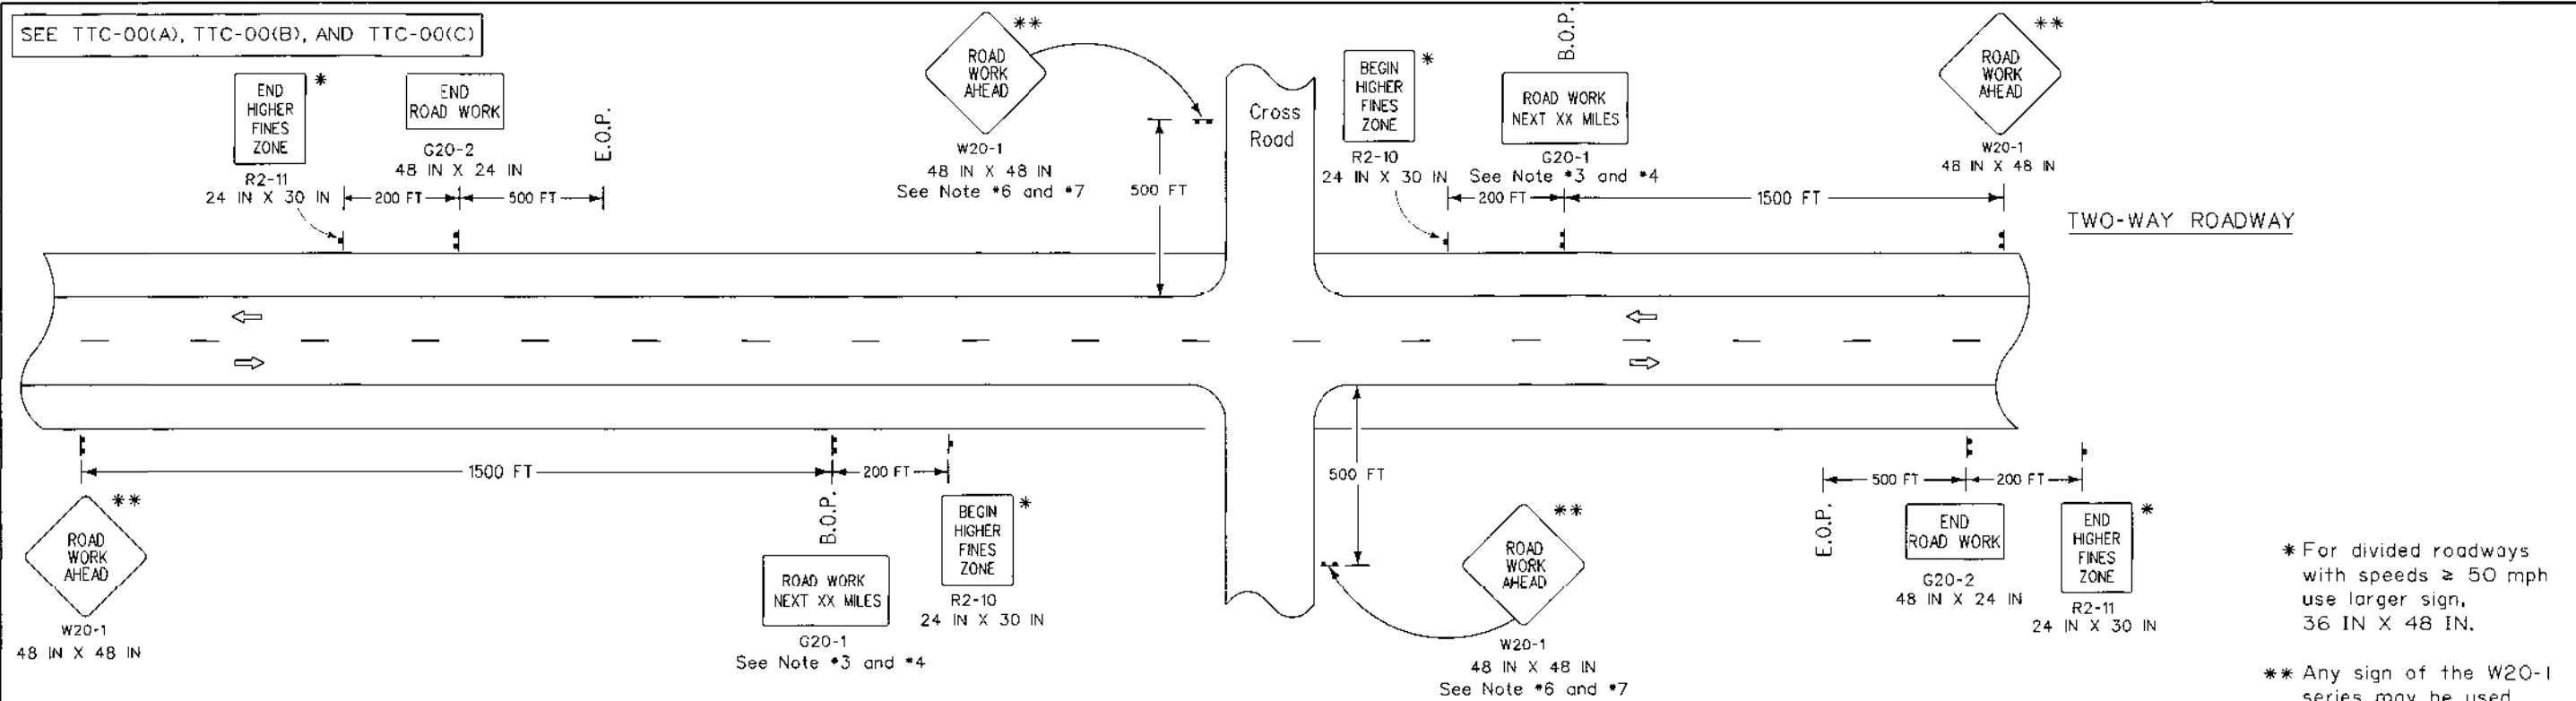 SEE TTC-00(A), TTC-00(B), AND TTC-00(C)
END
HIGHER
FINES
ZONE
*
R2-11
24 IN X 30 IN
END
ROAD WORK
G20-2
48 IN X 24 IN
E.O.P.
200 FT
500 FT
ROAD
WORK
AHEAD
**
W20-1
48 IN X 48 IN
See Note *6 and *7
500 FT
Cross
Road
BEGIN
HIGHER
FINES
ZONE
*
R2-10
24 IN X 30 IN
B.O.P.
ROAD WORK
NEXT XX MILES
G20-1
See Note *3 and *4
200 FT
1500 FT
ROAD
WORK
AHEAD
**
W20-1
48 IN X 48 IN
TWO-WAY ROADWAY
1500 FT
200 FT
ROAD
WORK
AHEAD
**
W20-1
48 IN X 48 IN
B.O.P.
ROAD WORK
NEXT XX MILES
G20-1
See Note *3 and *4
BEGIN
HIGHER
FINES
ZONE
*
R2-10
24 IN X 30 IN
500 FT
ROAD
WORK
AHEAD
**
W20-1
48 IN X 48 IN
See Note *6 and *7
500 FT
200 FT
E.O.P.
END
ROAD WORK
G20-2
48 IN X 24 IN
END
HIGHER
FINES
ZONE
*
R2-11
24 IN X 30 IN
* For divided roadways
with speeds ≥ 50 mph
use larger sign,
36 IN X 48 IN.
** Any sign of the W20-1
series may be used